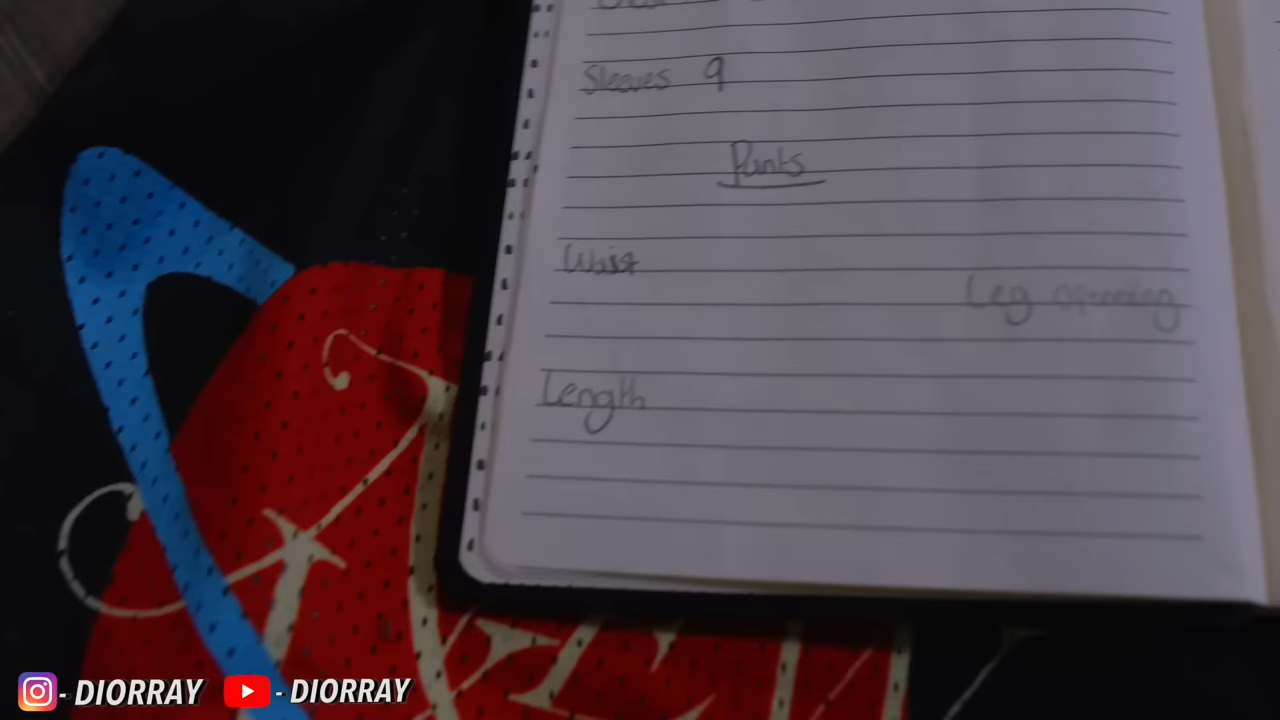 Sleeves 9
Pants
Waist
Leg opening
Length
- DIORRAY - DIORRAY